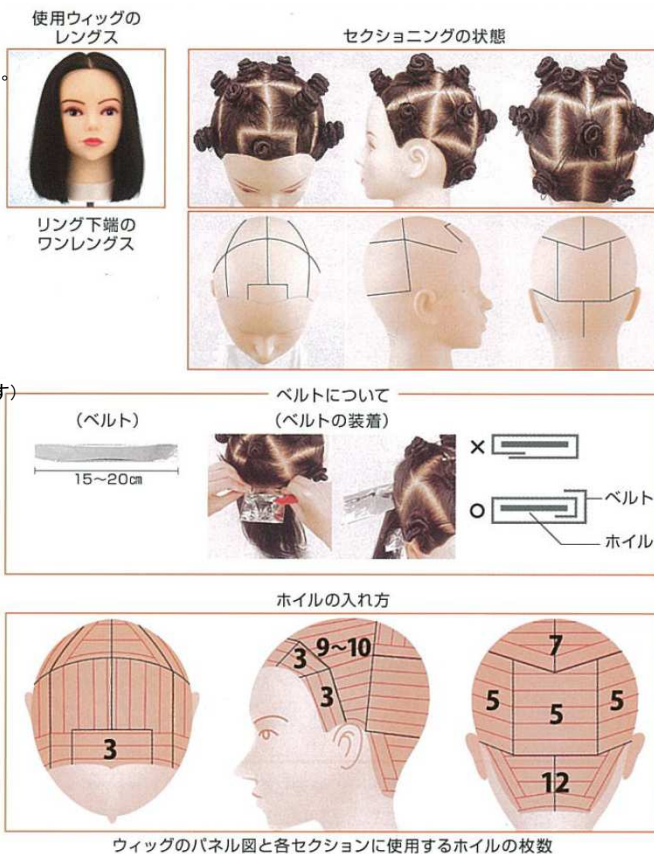 使用ウィッグの
レングス
セクショニングの状態
。
リング下端の
ワンレングス
す)
ベルトについて
(ベルト)
(ベルトの装着)
15〜20㎝
×
○
ベルト
ホイル
ホイルの入れ方
3
3
9〜10
3
7
5
5
5
12
ウィッグのパネル図と各セクションに使用するホイルの枚数